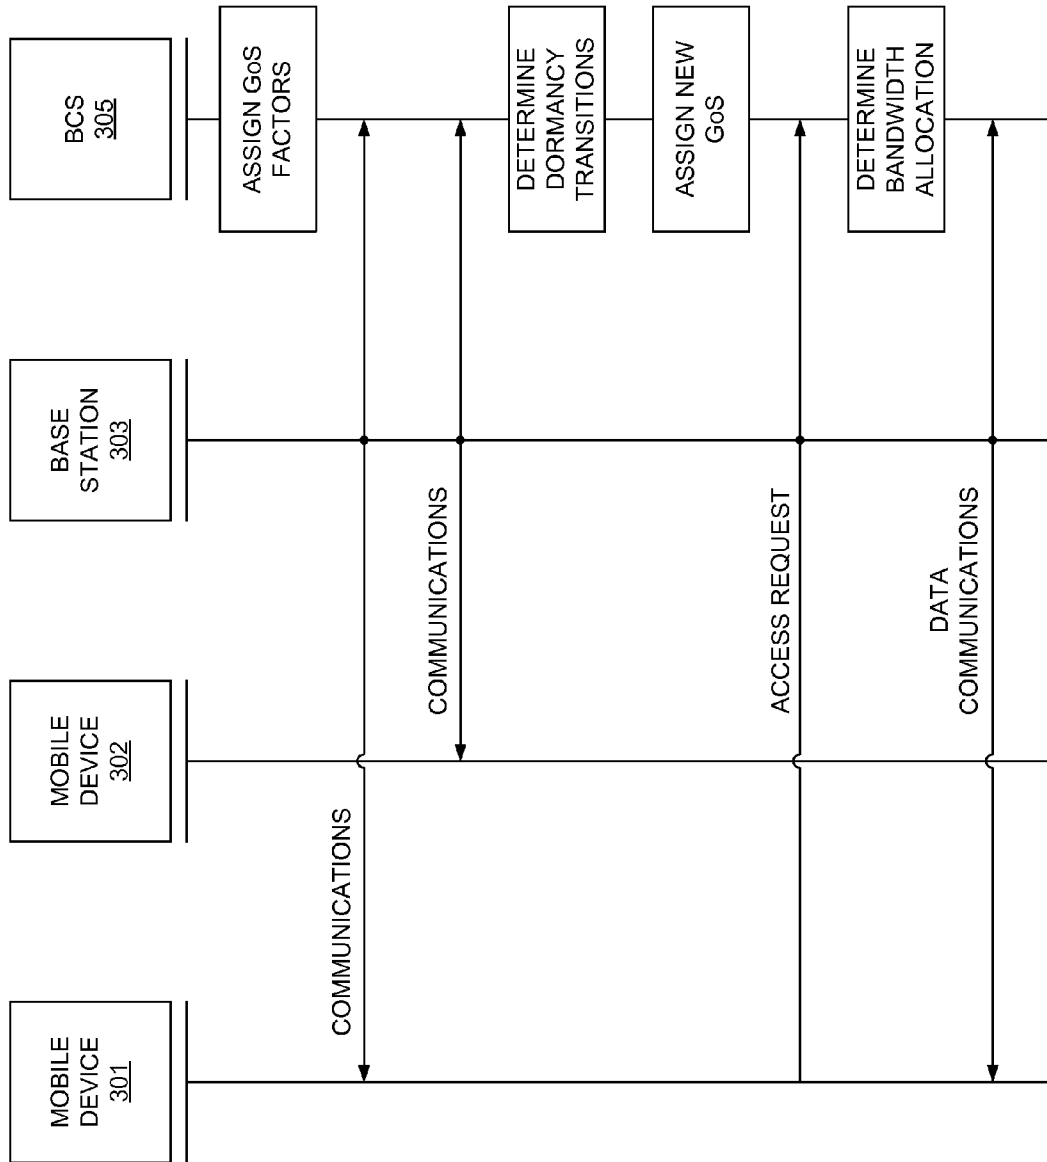 MOBILE
DEVICE
301
MOBILE
DEVICE
302
BASE
STATION
303
BCS
305
ASSIGN GoS
FACTORS
COMMUNICATIONS
COMMUNICATIONS
DETERMINE
DORMANCY
TRANSITIONS
ASSIGN NEW
GoS
ACCESS REQUEST
DETERMINE
BANDWIDTH
ALLOCATION
DATA
COMMUNICATIONS